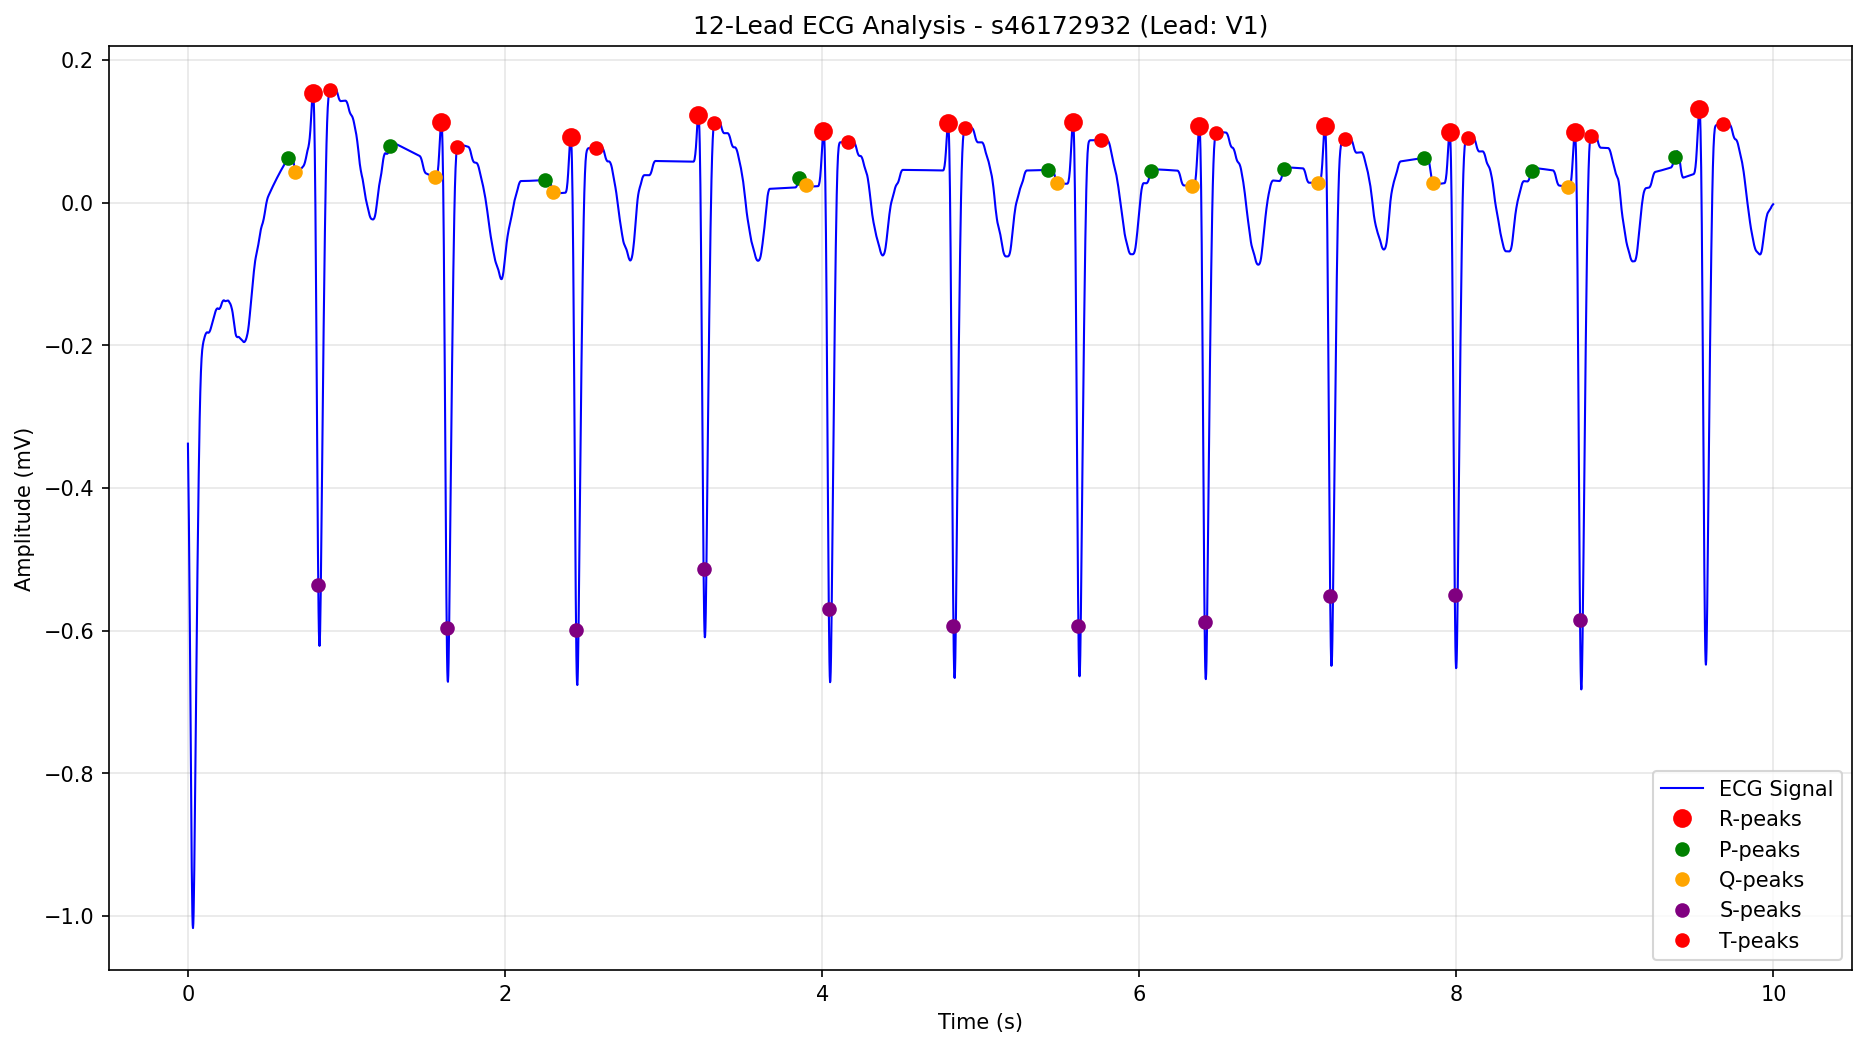 12-Lead ECG Analysis - s46172932 (Lead: V1)
Amplitude (mV)
0.2
0.0
−0.2
−0.4
−0.6
−0.8
−1.0
0 2 4 6 8 10
Time (s)
ECG Signal
R-peaks
P-peaks
Q-peaks
S-peaks
T-peaks